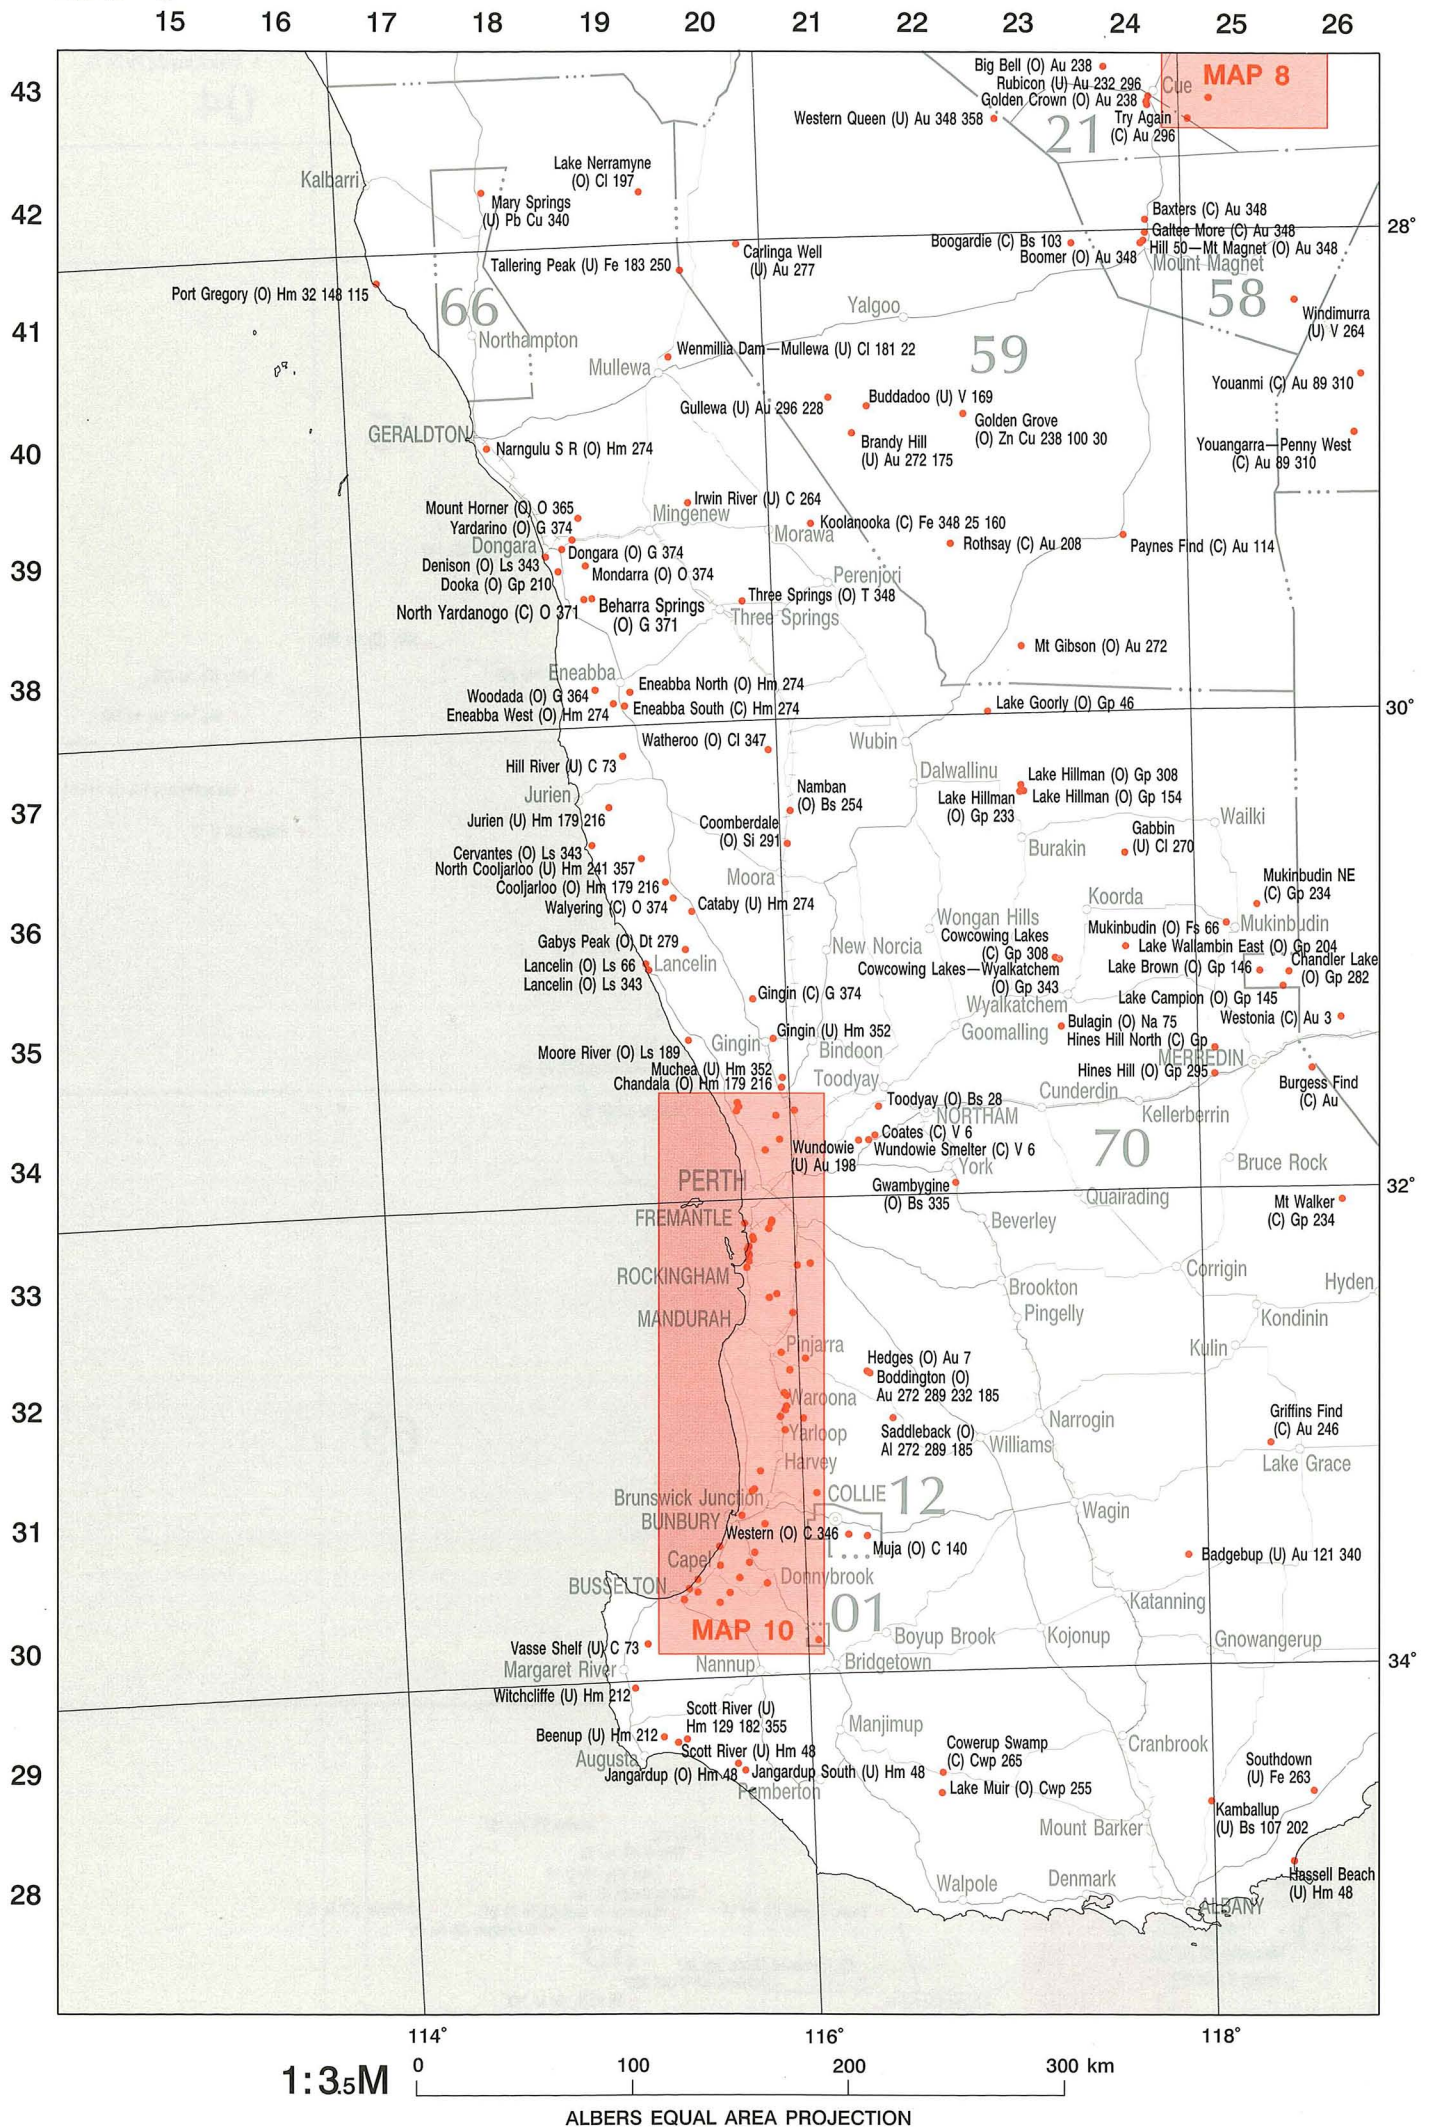 15 16 17 18 19 20 21 22 23 24 25 26
43
42
41
40
39
38
37
36
35
34
33
32
31
30
29
28
28°
30°
32°
34°
Big Bell (O) Au 238
Rubicon (U) Au 232 296
Golden Crown (O) Au 238
Cue
MAP 8
Western Queen (U) Au 348 358
Try Again
(C) Au 296
21
Kalbarri
Lake Nerramyne
(O) Cl 197
Mary Springs
(U) Pb Cu 340
Baxters (C) Au 348
Galtee More (C) Au 348
Boogardie (C) Bs 103
Hill 50—Mt Magnet (O) Au 348
Boomer (O) Au 348
Mount Magnet
Carlinga Well
(U) Au 277
Tallering Peak (U) Fe 183 250
Port Gregory (O) Hm 32 148 115
66
58
Yalgoo
Windimurra
(U) V 264
Northampton
59
Wenmillia Dam—Mullewa (U) Cl 181 22
Mullewa
Youanmi (C) Au 89 310
Buddadoo (U) V 169
Gullewa (U) Au 296 228
Golden Grove
(O) Zn Cu 238 100 30
GERALDTON
Brandy Hill
(U) Au 272 175
Youangarra—Penny West
(C) Au 89 310
Narngulu S R (O) Hm 274
Irwin River (U) C 264
Mount Horner (O) O 365
Mingenew
Koolanooka (C) Fe 348 25 160
Yardarino (O) G 374
Morawa
Rothsay (C) Au 208
Paynes Find (C) Au 114
Dongara
Dongara (O) G 374
Denison (O) Ls 343
Mondarra (O) O 374
Perenjori
Dooka (O) Gp 210
Three Springs (O) T 348
North Yardanogo (C) O 371
Beharra Springs
(O) G 371
Three Springs
Mt Gibson (O) Au 272
Eneabba
Eneabba North (O) Hm 274
Woodada (O) G 364
Eneabba South (C) Hm 274
Lake Goorly (O) Gp 46
Eneabba West (O) Hm 274
Watheroo (O) Cl 347
Wubin
Hill River (U) C 73
Dalwallinu
Lake Hillman (O) Gp 308
Jurien
Namban
(O) Bs 254
Lake Hillman
(O) Gp 233
Lake Hillman (O) Gp 154
Jurien (U) Hm 179 216
Coomberdale
(O) Si 291
Wailki
Gabbin
(U) Cl 270
Burakin
Cervantes (O) Ls 343
North Cooljarloo (U) Hm 241 357
Moora
Mukinbudin NE
(C) Gp 234
Cooljarloo (O) Hm 179 216
Koorda
Walyering (C) O 374
Cataby (U) Hm 274
Wongan Hills
Mukinbudin (O) Fs 66
Mukinbudin
Gabys Peak (O) Dt 279
New Norcia
Cowcowing Lakes
(C) Gp 308
Lake Wallambin East (O) Gp 204
Lancelin (O) Ls 66
Lancelin
Cowcowing Lakes—Wyalkatchem
(O) Gp 343
Lake Brown (O) Gp 146
Chandler Lake
(O) Gp 282
Lancelin (O) Ls 343
Gingin (C) G 374
Wyalkatchem
Lake Campion (O) Gp 145
Westonia (C) Au 3
Gingin (U) Hm 352
Goomalling
Bulagin (O) Na 75
Hines Hill North (C) Gp
Moore River (O) Ls 189
Gingin
Bindoon
MERREDIN
Muchea (U) Hm 352
Toodyay
Hines Hill (O) Gp 295
Chandala (O) Hm 179 216
Burgess Find
(C) Au
Toodyay (O) Bs 28
Cunderdin
NORTHAM
Kellerberrin
Coates (C) V 6
Wundowie
(U) Au 198
Wundowie Smelter (C) V 6
70
York
Bruce Rock
PERTH
Gwambygine
(O) Bs 335
Quairading
Mt Walker
(C) Gp 234
FREMANTLE
Beverley
ROCKINGHAM
Corrigin
Brookton
Hyden
MANDURAH
Pingelly
Kondinin
Pinjarra
Kulin
Hedges (O) Au 7
Boddington (O)
Au 272 289 232 185
Waroona
Narrogin
Griffins Find
(C) Au 246
Saddleback (O)
Al 272 289 185
Yarloop
Williams
Harvey
Lake Grace
Brunswick Junction
COLLIE
12
Wagin
BUNBURY
Western (O) C 346
Muja (O) C 140
Badgebup (U) Au 121 340
Capel
BUSSELTON
Donnybrook
Katanning
01
MAP 10
Boyup Brook
Kojonup
Gnowangerup
Vasse Shelf (U) C 73
Margaret River
Nannup
Bridgetown
Witchcliffe (U) Hm 212
Scott River (U)
Hm 129 182 355
Manjimup
Beenup (U) Hm 212
Cranbrook
Scott River (U) Hm 48
Cowerup Swamp
(C) Cwp 265
Augusta
Southdown
(U) Fe 263
Jangardup (O) Hm 48
Jangardup South (U) Hm 48
Pemberton
Lake Muir (O) Cwp 255
Kamballup
(U) Bs 107 202
Mount Barker
Hassell Beach
(U) Hm 48
Walpole
Denmark
ALBANY
114° 116° 118°
1:3.5M
0 100 200 300 km
ALBERS EQUAL AREA PROJECTION